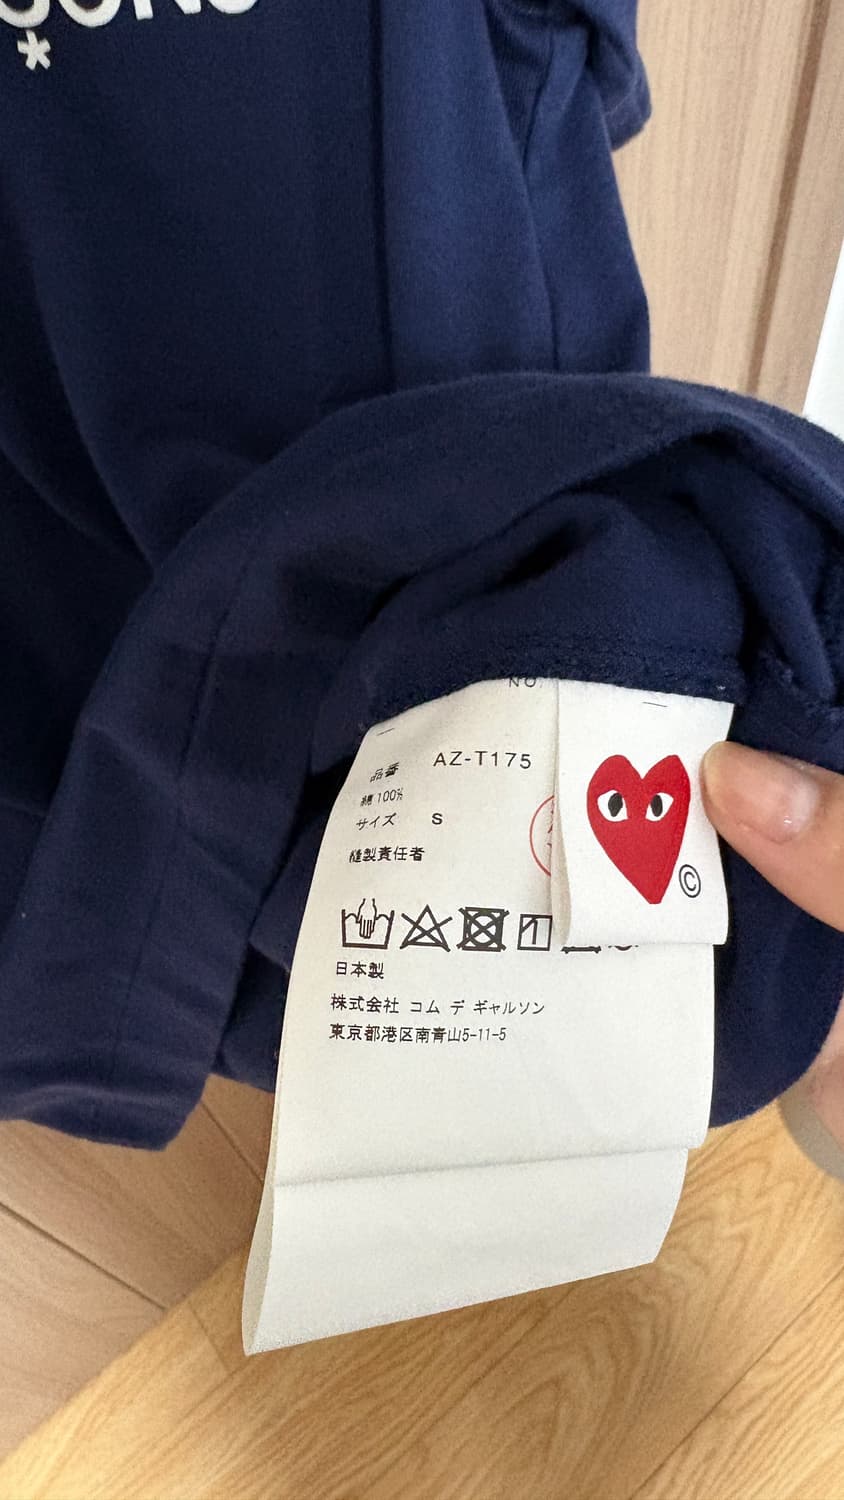 *
NO.
品番 AZ-T175
綿 100%
サイズ S
縫製責任者
日本製
株式会社 コム デ ギャルソン
東京都港区南青山5-11-5
©